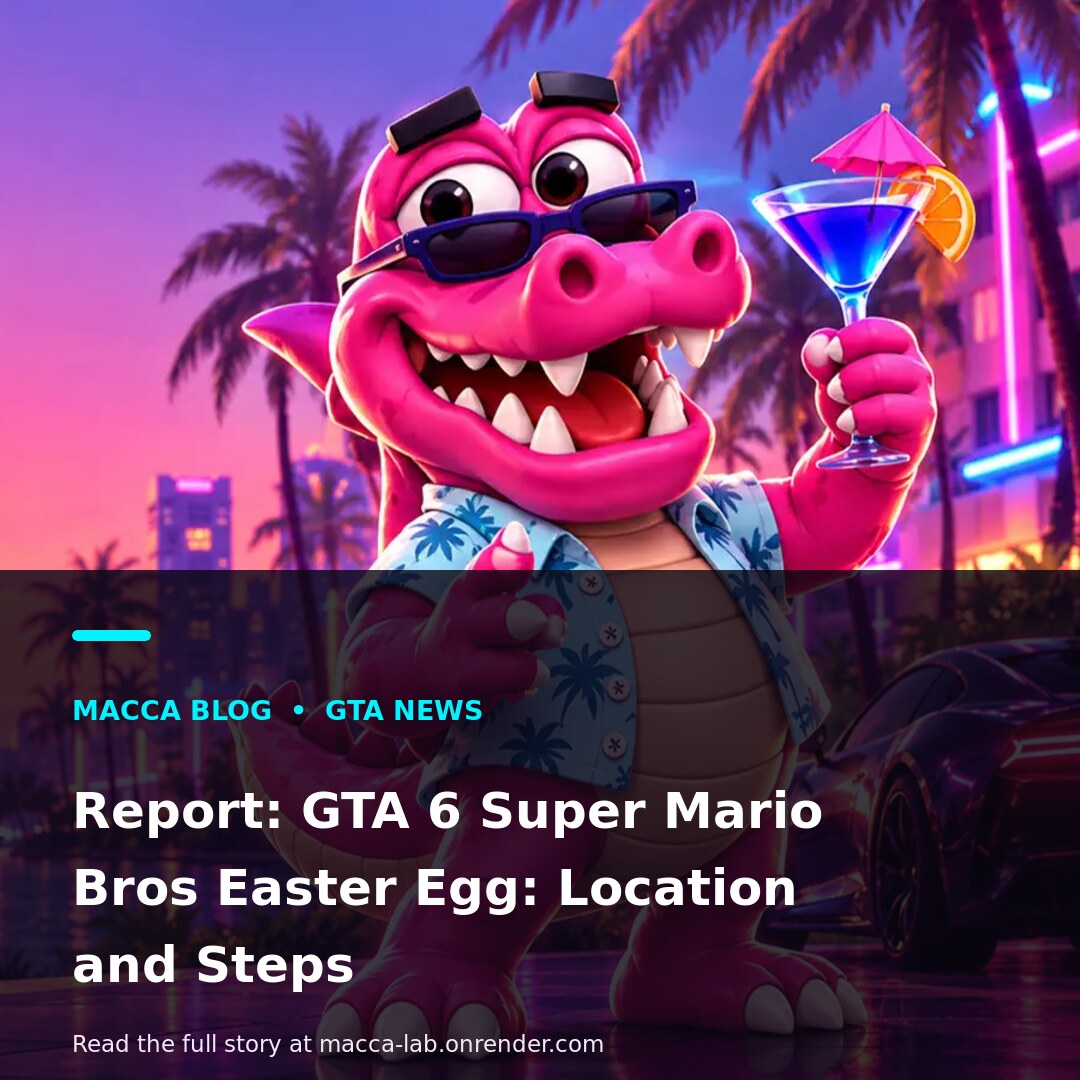 MACCA BLOG • GTA NEWS
Report: GTA 6 Super Mario
Bros Easter Egg: Location
and Steps
Read the full story at macca-lab.onrender.com